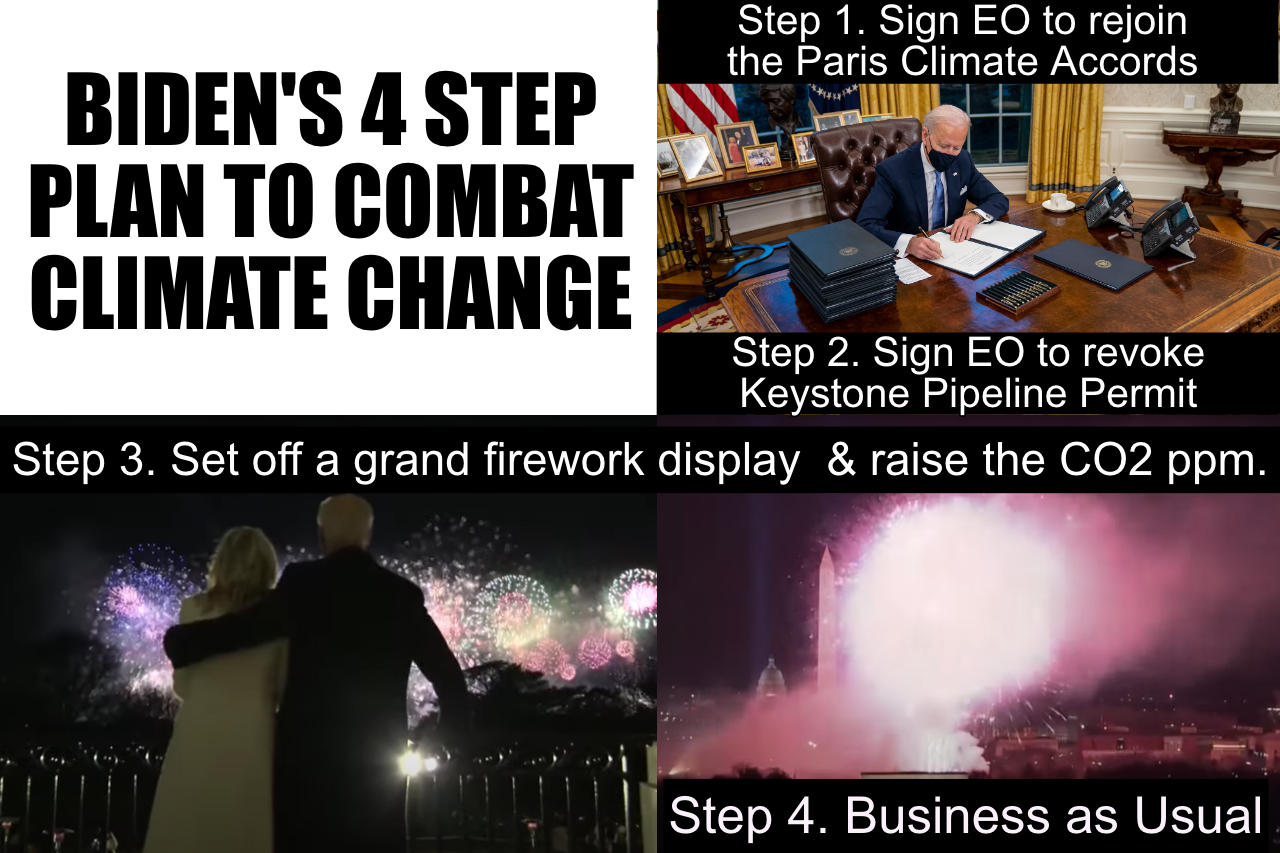 BIDEN'S 4 STEP
PLAN TO COMBAT
CLIMATE CHANGE
Step 1. Sign EO to rejoin
the Paris Climate Accords
Step 2. Sign EO to revoke
Keystone Pipeline Permit
Step 3. Set off a grand firework display & raise the CO2 ppm.
Step 4. Business as Usual